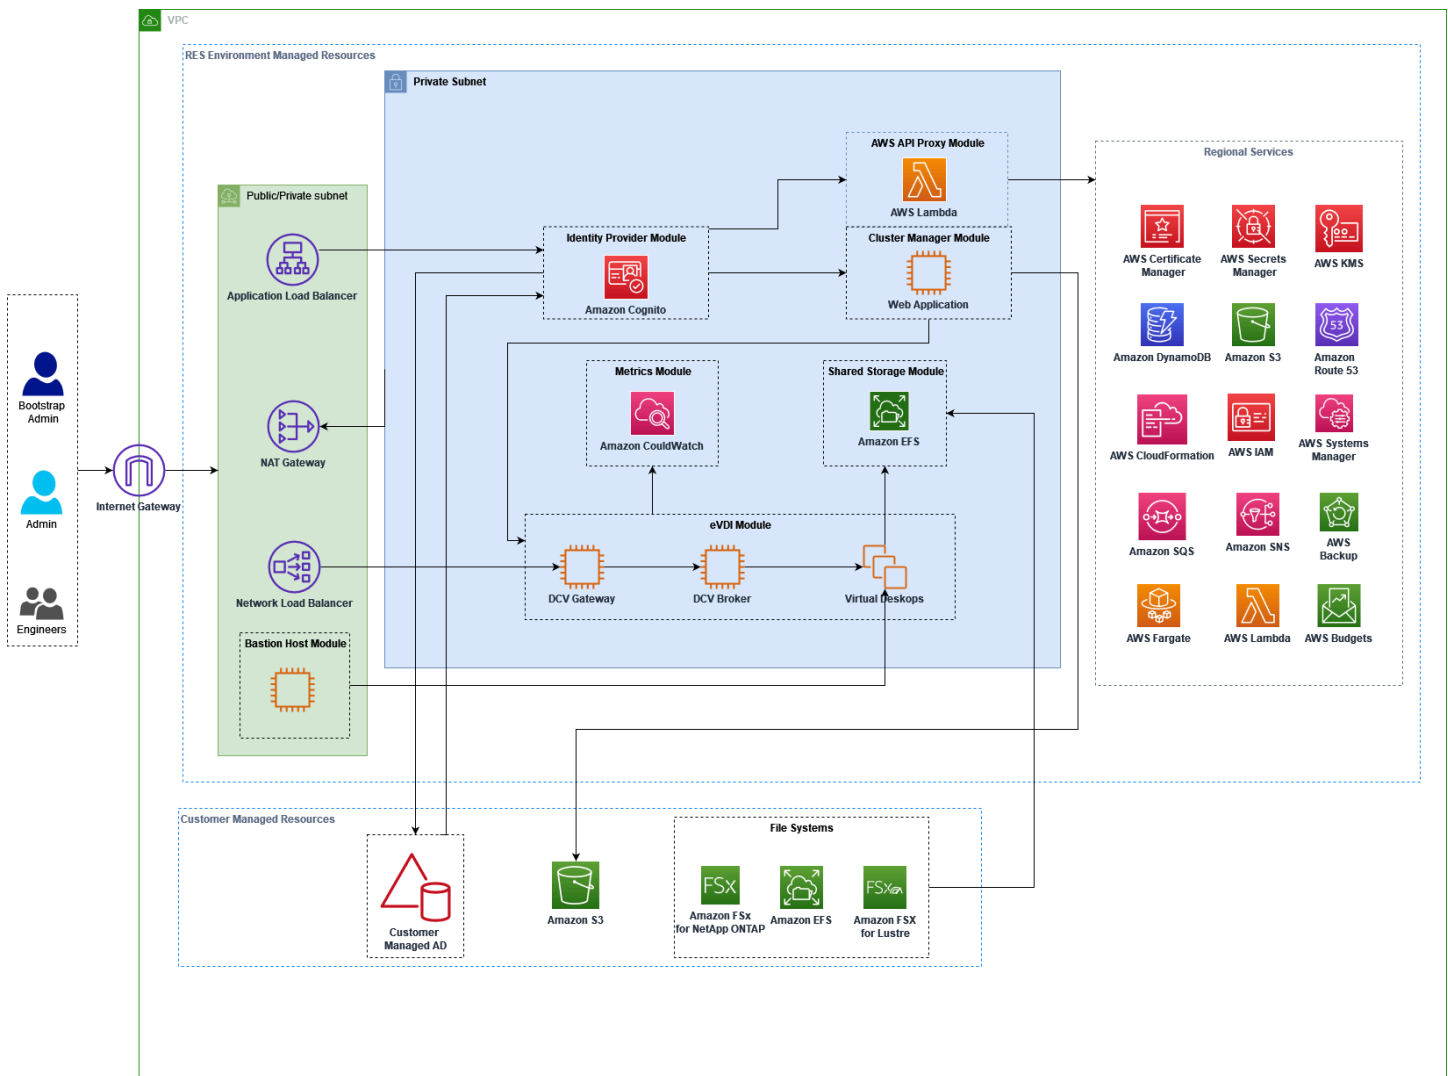 VPC
RES Environment Managed Resources
Private Subnet
AWS API Proxy Module
AWS Lambda
Regional Services
Public/Private subnet
Application Load Balancer
Identity Provider Module
Amazon Cognito
Cluster Manager Module
Web Application
AWS Certificate
Manager
AWS Secrets
Manager
AWS KMS
Amazon DynamoDB
Amazon S3
53
Amazon
Route 53
Metrics Module
Amazon CouldWatch
Shared Storage Module
Amazon EFS
Bootstrap
Admin
NAT Gateway
AWS CloudFormation
AWS IAM
AWS Systems
Manager
Internet Gateway
Admin
eVDI Module
DCV Gateway
DCV Broker
Virtual Deskops
Network Load Balancer
Amazon SQS
Amazon SNS
AWS
Backup
Engineers
Bastion Host Module
AWS Fargate
AWS Lambda
AWS Budgets
Customer Managed Resources
Customer
Managed AD
Amazon S3
File Systems
FSx
Amazon FSx
for NetApp ONTAP
Amazon EFS
FSx
Amazon FSX
for Lustre